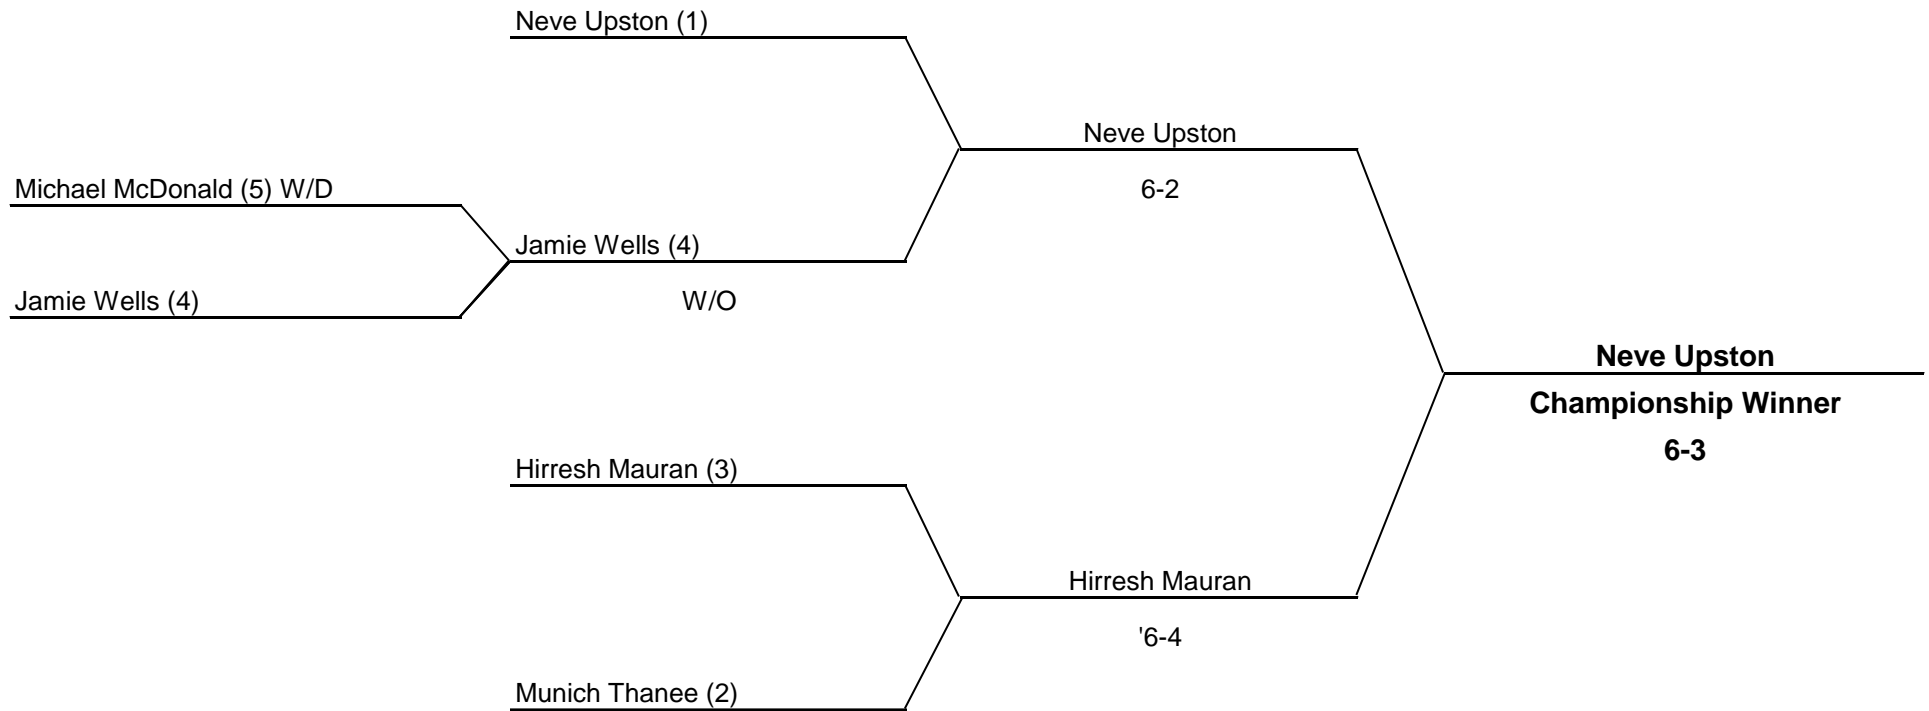 Neve Upston (1)
Neve Upston
Michael McDonald (5) W/D
6-2
Jamie Wells (4)
Jamie Wells (4)
W/O
Neve Upston
Championship Winner
6-3
Hirresh Mauran (3)
Hirresh Mauran
'6-4
Munich Thanee (2)